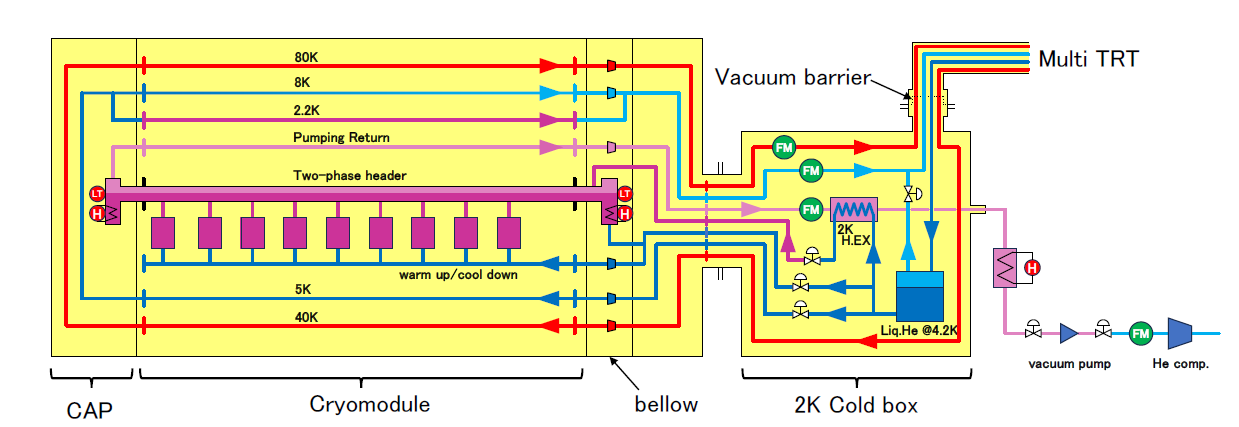 80K
8K
2.2K
Pumping Return
Two-phase header
LT
H
LT
H
warm up/cool down
5K
40K
Vacuum barrier
Multi TRT
FM
FM
FM
2K
H.EX
Liq.He @4.2K
H
FM
vacuum pump
He comp.
CAP
Cryomodule
bellow
2K Cold box